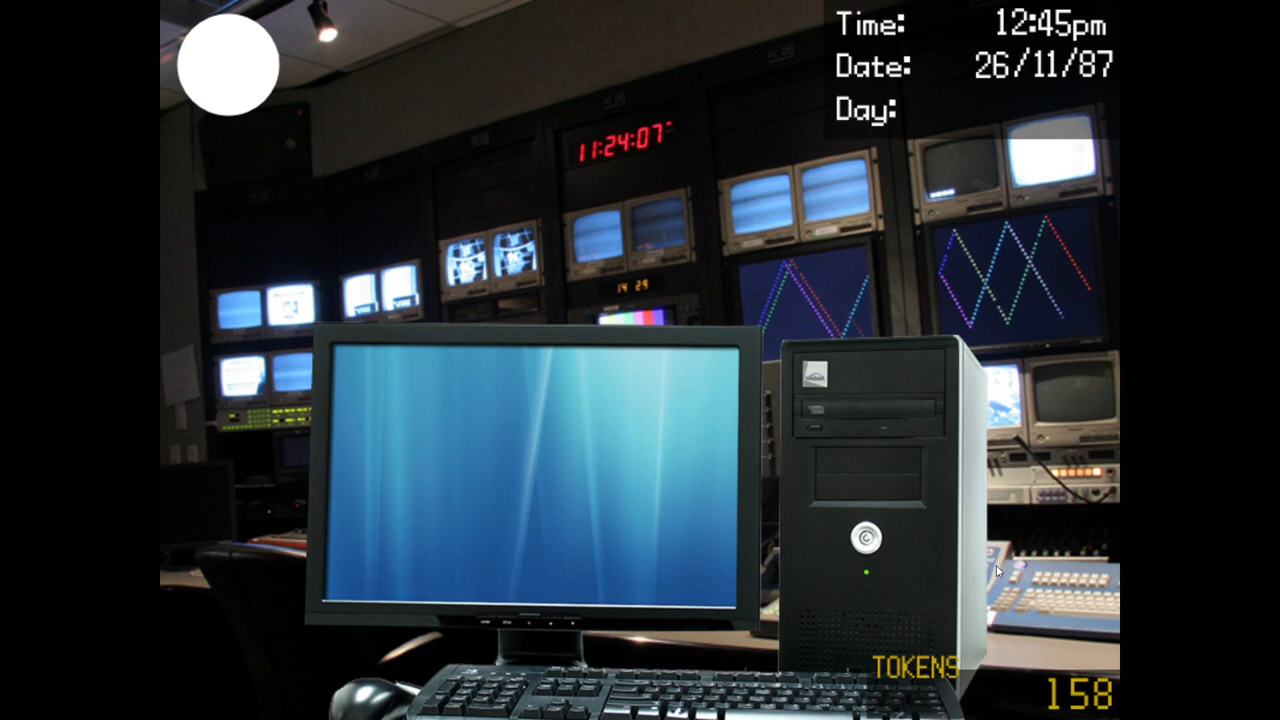 Time: 12:45pm
Date: 26/11/87
Day:
11:24:07
14 29
TOKENS
158